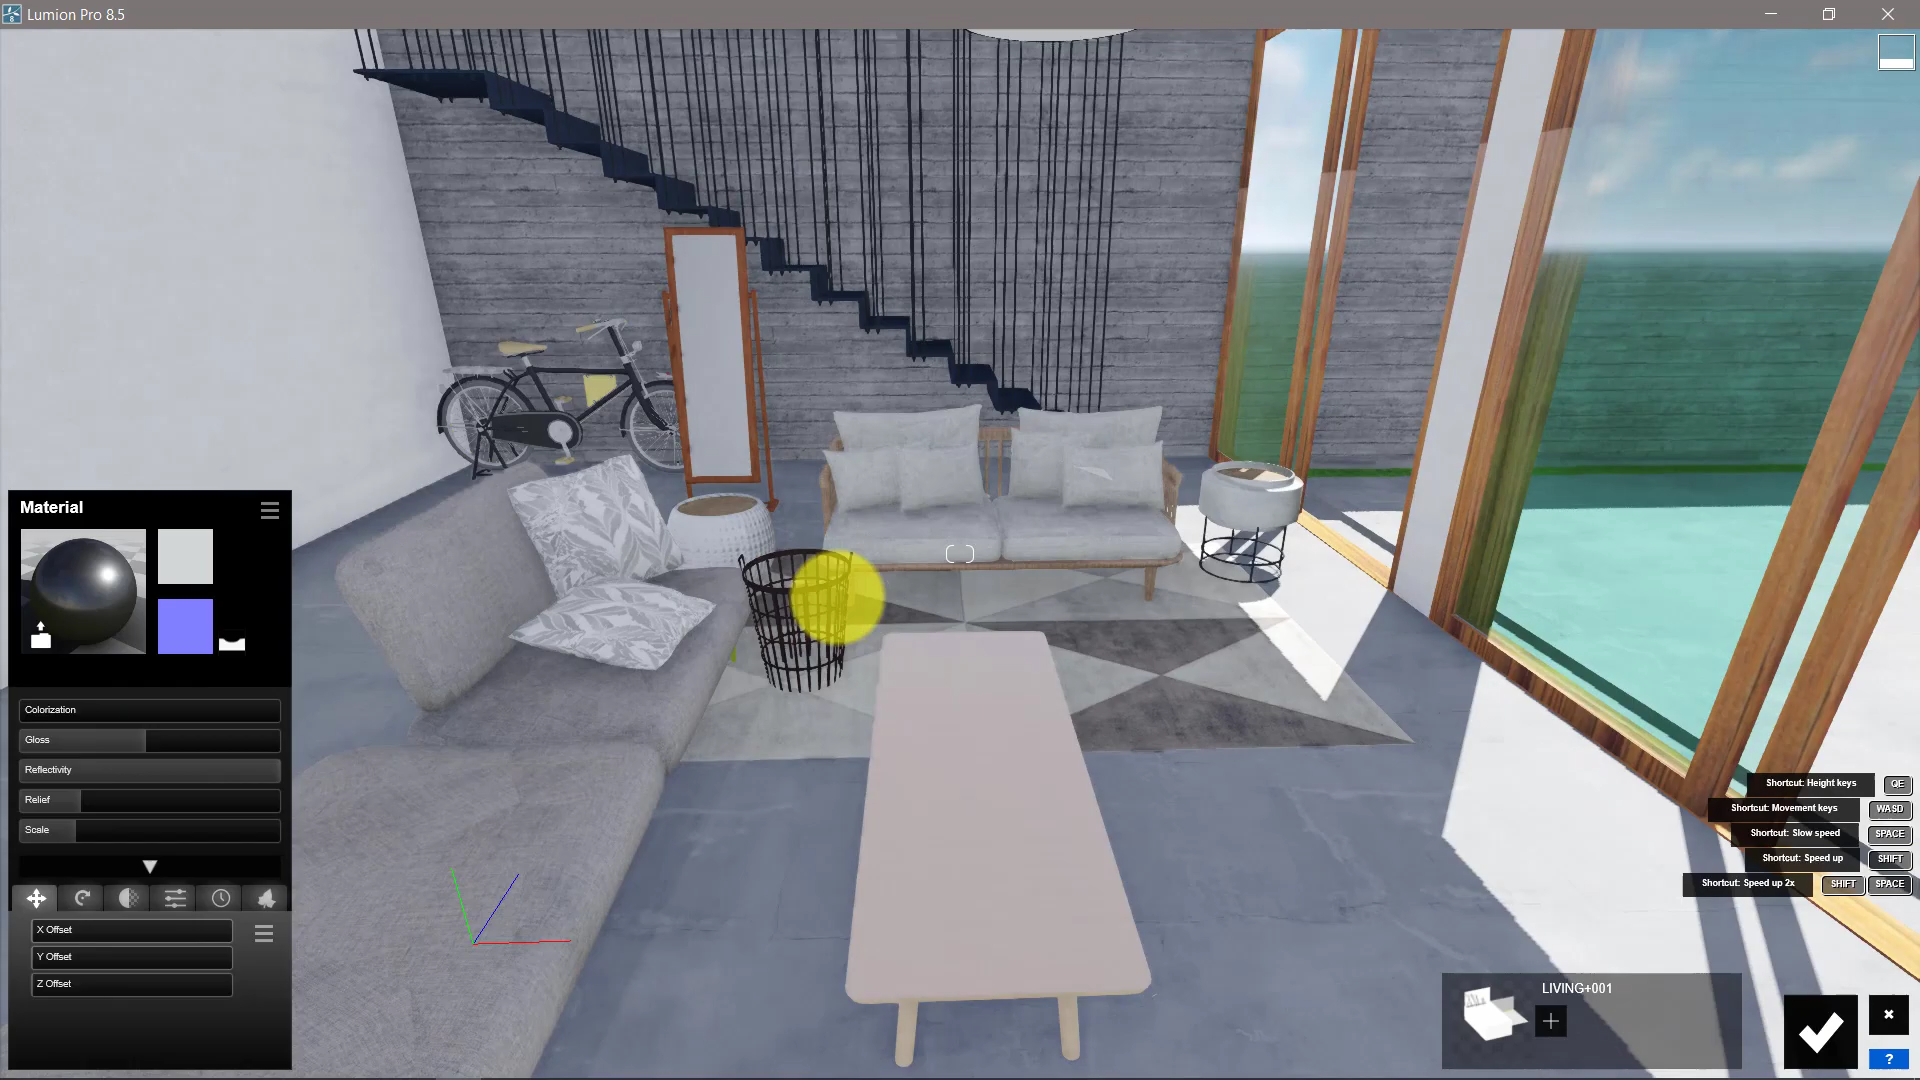 Lumion Pro 8.5
Material
Colorization
Gloss
Reflectivity
Relief
Scale
X Offset
Y Offset
Z Offset
Shortcut: Height keys QE
Shortcut: Movement keys WASD
Shortcut: Slow speed SPACE
Shortcut: Speed up SHIFT
Shortcut: Speed up 2x SHIFT SPACE
LIVING+001
?